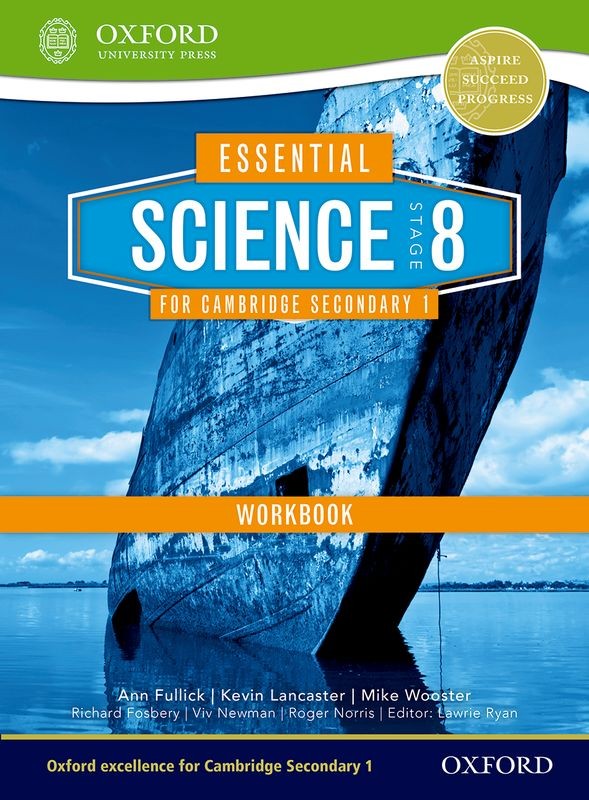 OXFORD
UNIVERSITY PRESS
ASPIRE
SUCCEED
PROGRESS
ESSENTIAL
SCIENCE STAGE 8
FOR CAMBRIDGE SECONDARY 1
WORKBOOK
Ann Fullick | Kevin Lancaster | Mike Wooster
Richard Fosbery | Viv Newman | Roger Norris | Editor: Lawrie Ryan
Oxford excellence for Cambridge Secondary 1
OXFORD